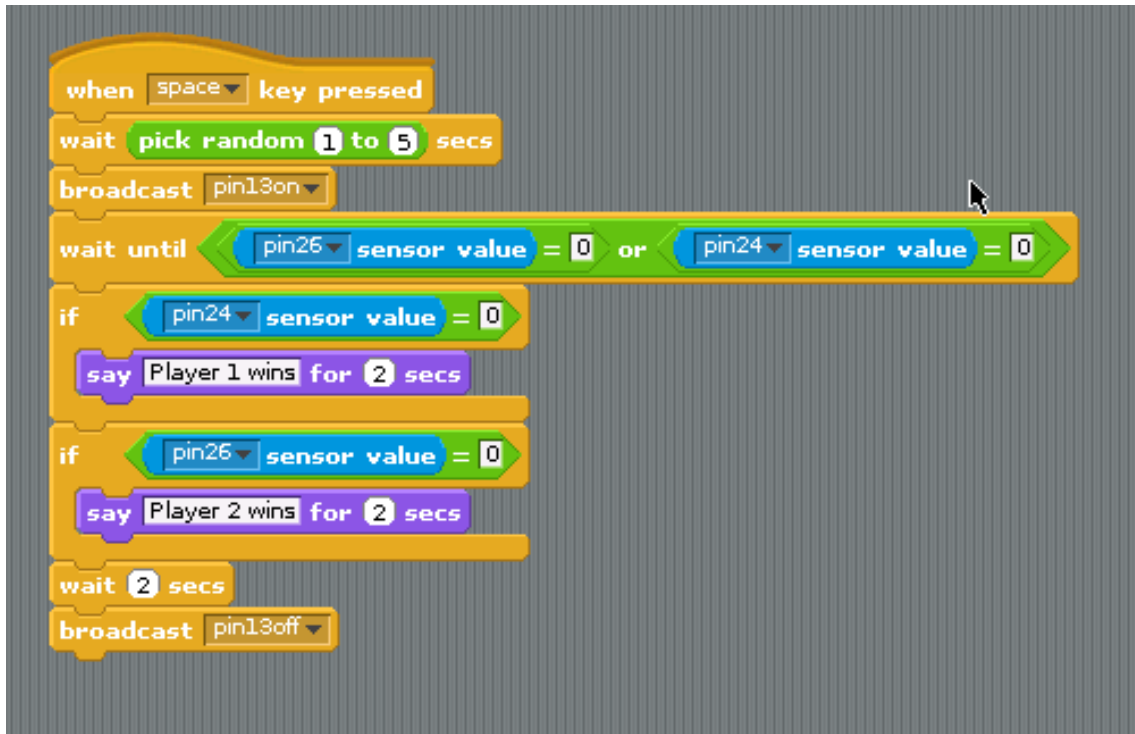 when space key pressed
wait pick random 1 to 5 secs
broadcast pin13on
wait until pin26 sensor value = 0 or pin24 sensor value = 0
if pin24 sensor value = 0
say Player 1 wins for 2 secs
if pin26 sensor value = 0
say Player 2 wins for 2 secs
wait 2 secs
broadcast pin13off